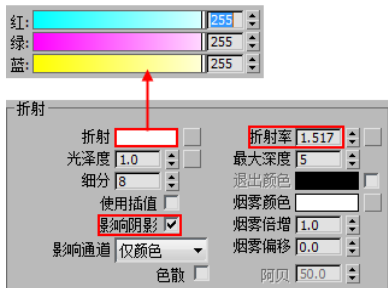 红: 255
绿: 255
蓝: 255
折射
折射 折射率 1.517
光泽度 1.0 最大深度 5
细分 8 退出颜色
使用插值 烟雾颜色
影响阴影 烟雾倍增 1.0
影响通道 仅颜色 烟雾偏移 0.0
色散 阿贝 50.0